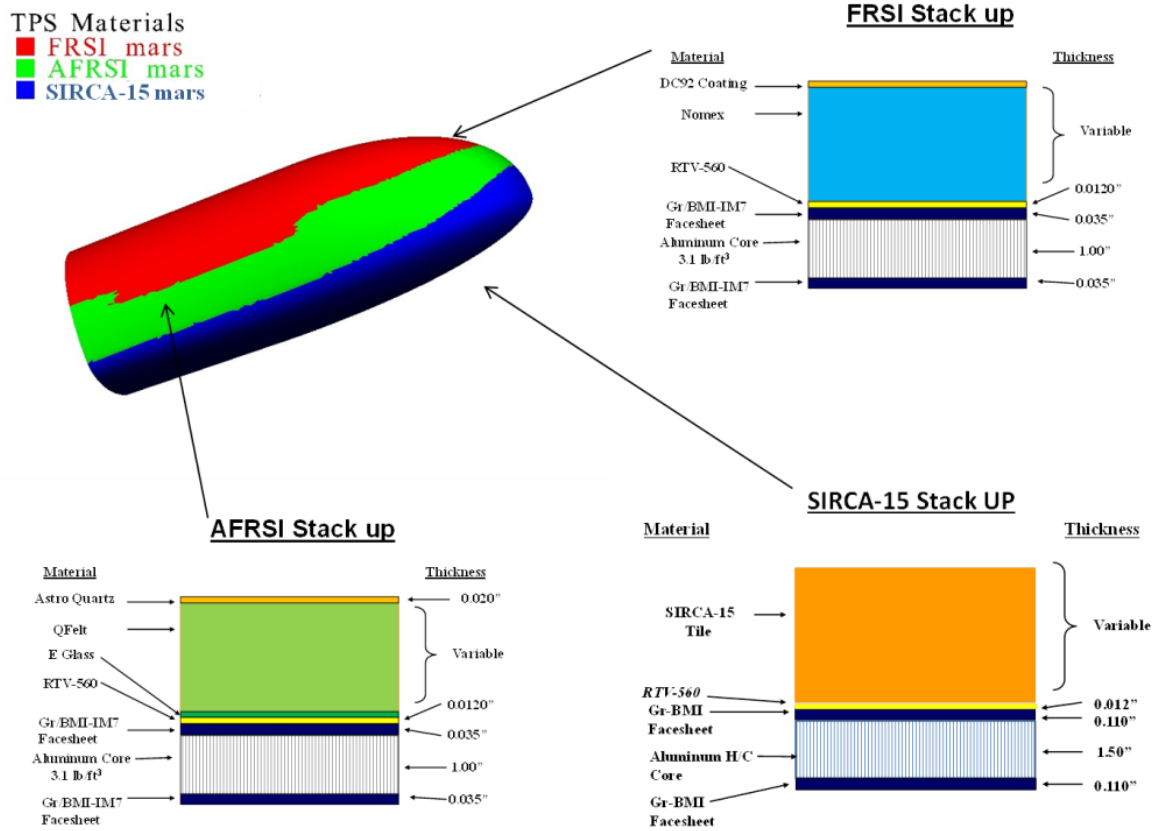 TPS Materials
FRSI_mars
AFRSI_mars
SIRCA-15 mars
FRSI Stack up
Material
Thickness
DC92 Coating
Nomex
Variable
RTV-560
0.0120”
Gr/BMI-IM7
Facesheet
0.035”
Aluminum Core
3.1 lb/ft³
1.00”
Gr/BMI-IM7
Facesheet
0.035”
AFRSI Stack up
Material
Thickness
Astro Quartz
0.020”
QFelt
E Glass
Variable
RTV-560
0.0120”
Gr/BMI-IM7
Facesheet
0.035”
Aluminum Core
3.1 lb/ft³
1.00”
Gr/BMI-IM7
Facesheet
0.035”
SIRCA-15 Stack UP
Material
Thickness
SIRCA-15
Tile
Variable
RTV-560
0.012”
Gr-BMI
Facesheet
0.110”
Aluminum H/C
Core
1.50”
Gr-BMI
Facesheet
0.110”